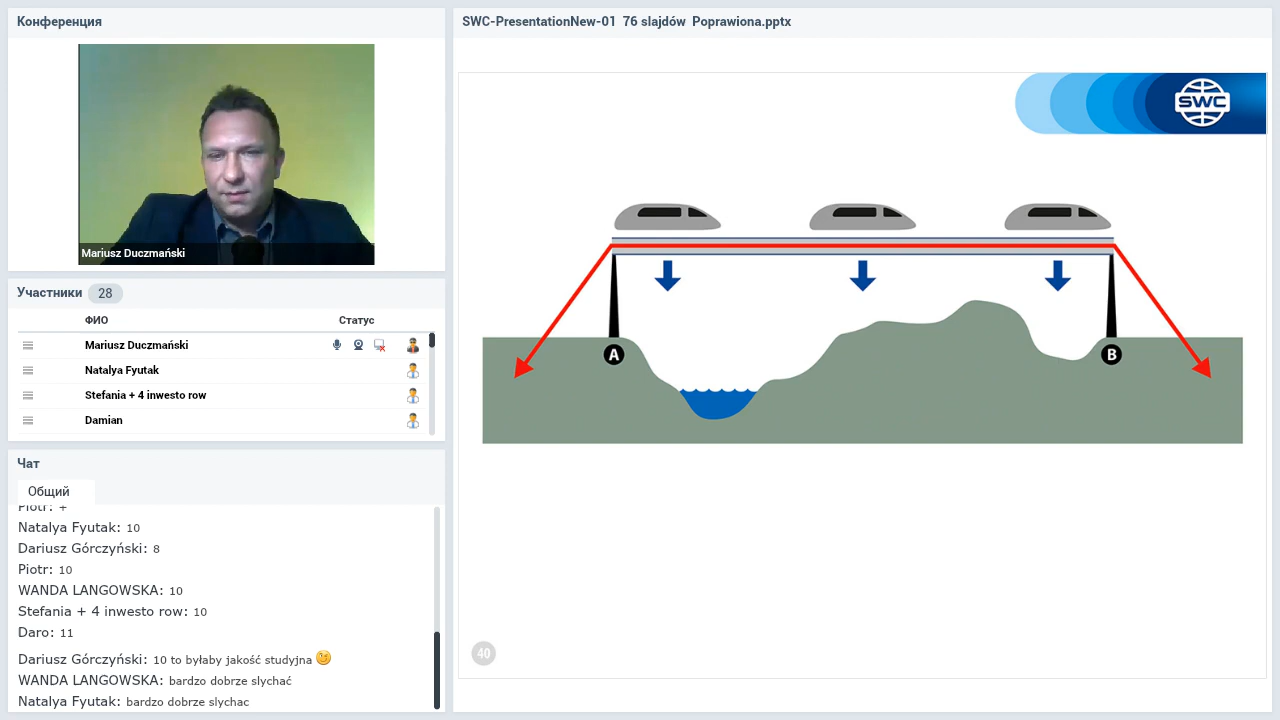 Конференция
Mariusz Duczmański
Участники 28
ФИО Статус
Mariusz Duczmański
Natalya Fyutak
Stefania + 4 inwesto row
Damian
Чат
Общий
Piotr: +
Natalya Fyutak: 10
Dariusz Górczyński: 8
Piotr: 10
WANDA LANGOWSKA: 10
Stefania + 4 inwesto row: 10
Daro: 11
Dariusz Górczyński: 10 to byłaby jakość studyjna
WANDA LANGOWSKA: bardzo dobrze slychać
Natalya Fyutak: bardzo dobrze slychac
SWC-PresentationNew-01 76 slajdów Poprawiona.pptx
SWC
A B
40